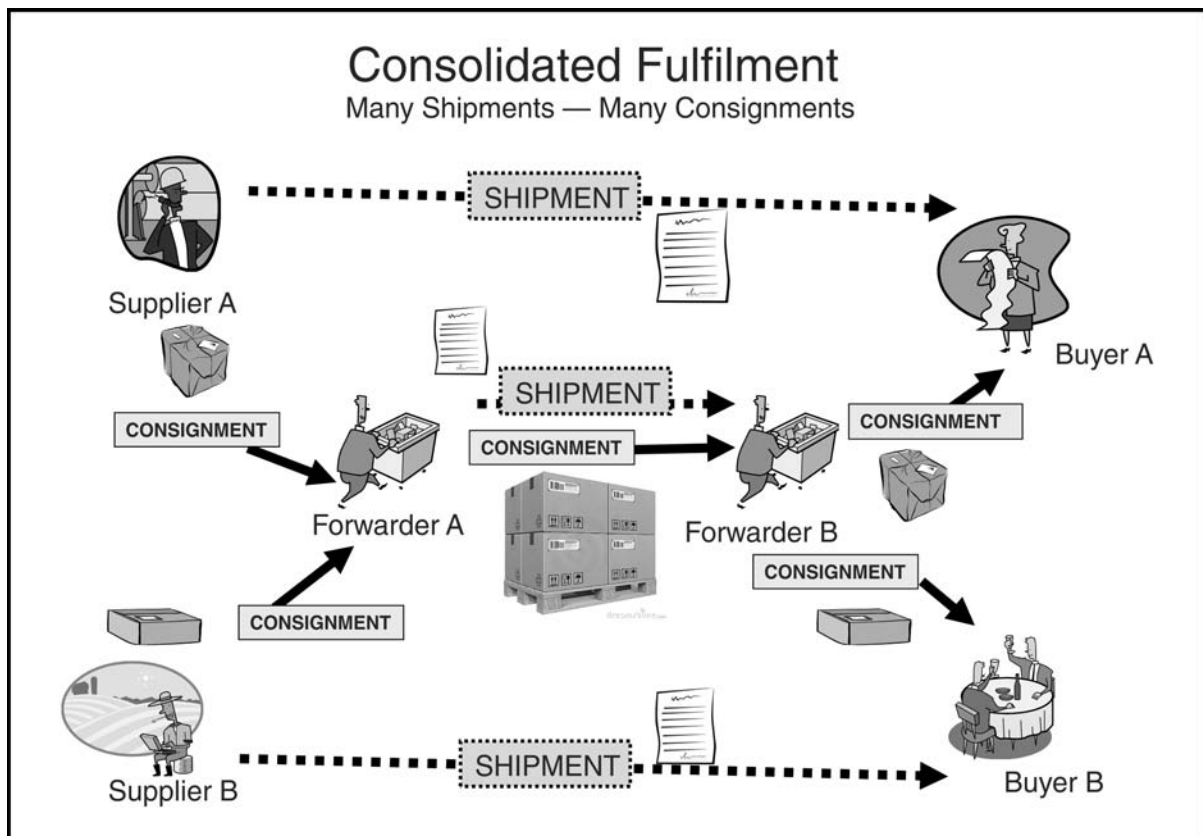 Consolidated Fulfilment
Many Shipments — Many Consignments
SHIPMENT
Supplier A
Buyer A
SHIPMENT
CONSIGNMENT
CONSIGNMENT
CONSIGNMENT
Forwarder A
Forwarder B
CONSIGNMENT
CONSIGNMENT
SHIPMENT
Supplier B
Buyer B